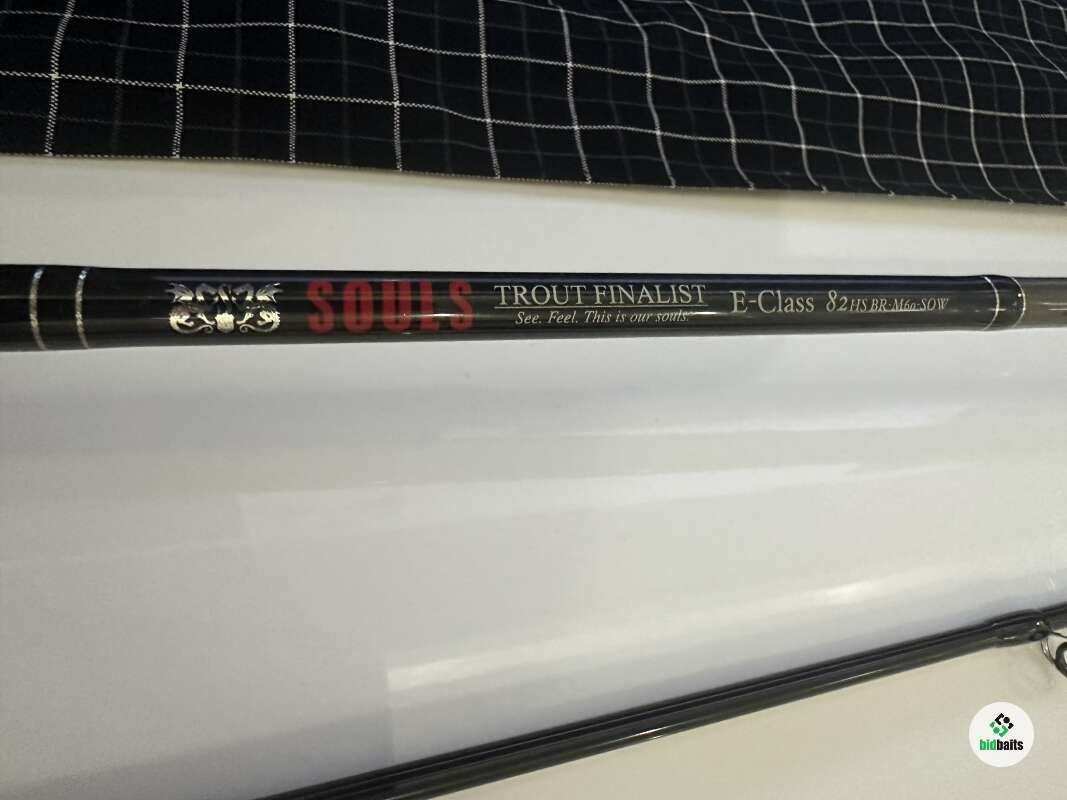 SOULS TROUT FINALIST E-Class 82HS BR-M60-SOW
See. Feel. This is our souls.
bidbaits